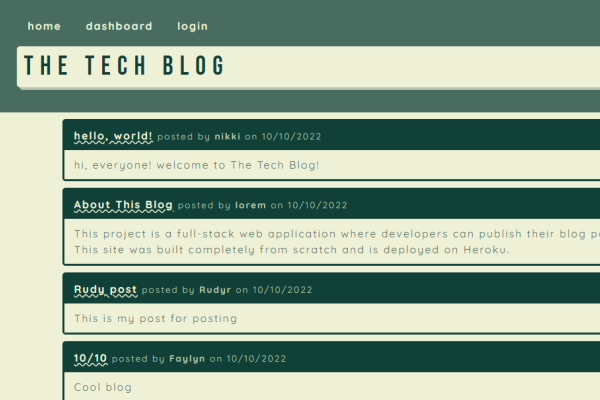 home dashboard login
THE TECH BLOG
hello, world! posted by nikki on 10/10/2022
hi, everyone! welcome to The Tech Blog!
About This Blog posted by lorem on 10/10/2022
This project is a full-stack web application where developers can publish their blog
This site was built completely from scratch and is deployed on Heroku.
Rudy post posted by Rudyr on 10/10/2022
This is my post for posting
10/10 posted by Faylyn on 10/10/2022
Cool blog